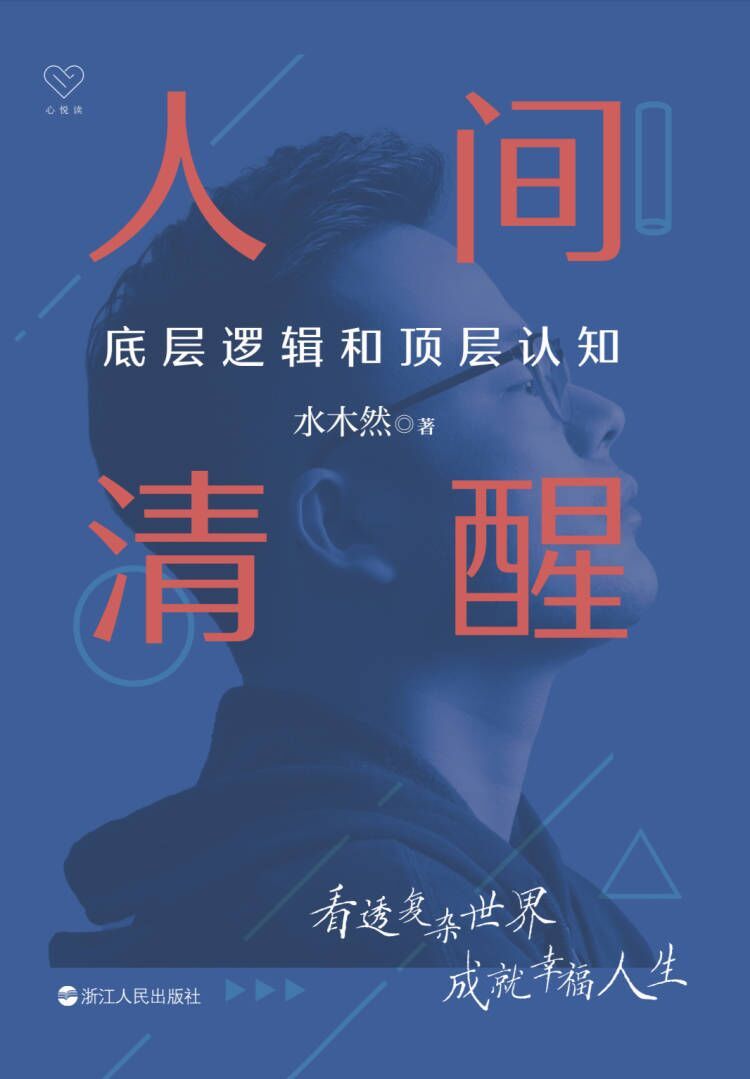 心悦读
人间
底层逻辑和顶层认知
水木然◎著
清醒
看透复杂世界
成就幸福人生
浙江人民出版社